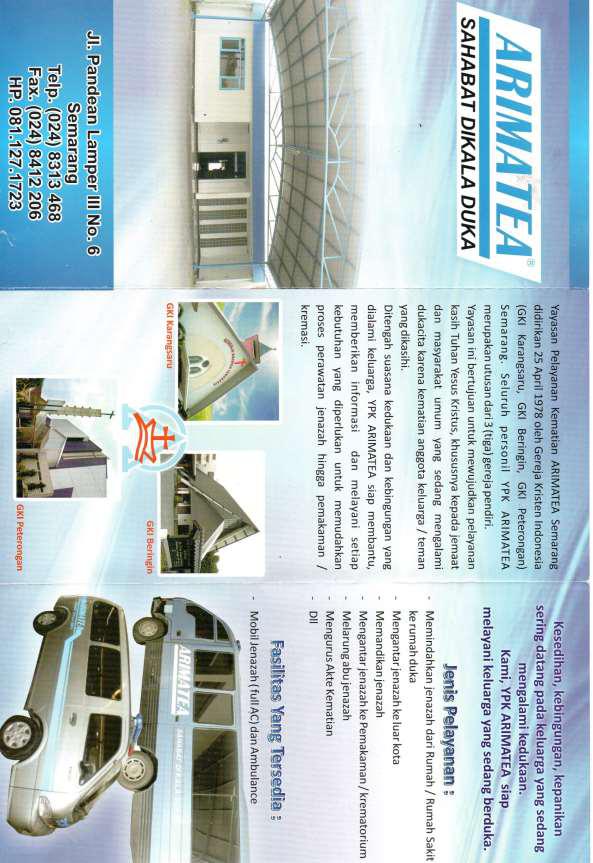 ARIMATEA®
SAHABAT DIKALA DUKA
Jl. Pandean Lamper III No. 6
Semarang
Telp. (024) 8313 468
Fax. (024) 8412 206
HP. 081.127.1723
Yayasan Pelayanan Kematian ARIMATEA Semarang
didirikan 25 April 1978 oleh Gereja Kristen Indonesia
(GKI Karangsaru, GKI Beringin, GKI Peterongan)
Semarang. Seluruh personil YPK ARIMATEA
merupakan utusan dari 3 (tiga) gereja pendiri.
Yayasan ini bertujuan untuk mewujudkan pelayanan
kasih Tuhan Yesus Kristus, khususnya kepada jemaat
dan masyarakat umum yang sedang mengalami
dukacita karena kematian anggota keluarga / teman
yang dikasihi.
Ditengah suasana kedukaan dan kebingungan yang
dialami keluarga, YPK ARIMATEA siap membantu,
memberikan informasi dan melayani setiap
kebutuhan yang diperlukan untuk memudahkan
proses perawatan jenazah hingga pemakaman /
kremasi.
GKI Karangsaru
GKI Beringin
GKI Peterongan
Kesedihan, kebingungan, kepanikan
sering datang pada keluarga yang sedang
mengalami kedukaan.
Kami, YPK ARIMATEA siap
melayani keluarga yang sedang berduka.
Jenis Pelayanan :
- Memindahkan jenazah dari Rumah / Rumah Sakit
ke rumah duka
- Mengantar jenazah ke luar kota
- Memandikan jenazah
- Mengantar jenazah ke Pemakaman / krematorium
- Melarung abu jenazah
- Mengurus Akte Kematian
- Dll
Fasilitas Yang Tersedia :
- Mobil Jenazah ( full AC) dan Ambulance
ARIMATEA SAHABAT DIKALA
ARIMATEA